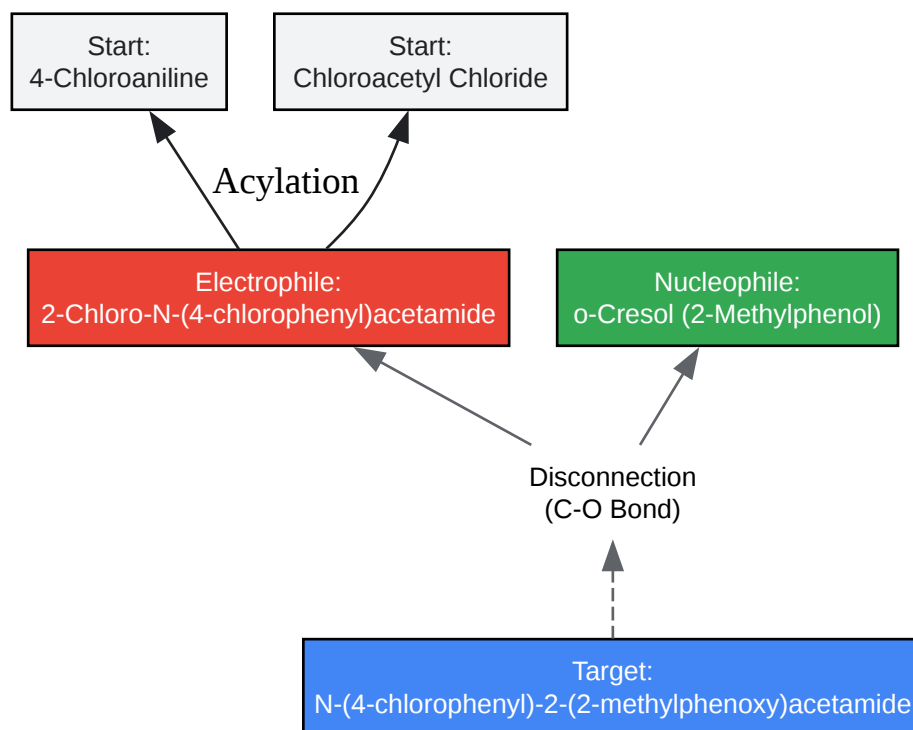 Start:
4-Chloroaniline
Start:
Chloroacetyl Chloride
Acylation
Electrophile:
2-Chloro-N-(4-chlorophenyl)acetamide
Nucleophile:
o-Cresol (2-Methylphenol)
Disconnection
(C-O Bond)
Target:
N-(4-chlorophenyl)-2-(2-methylphenoxy)acetamide